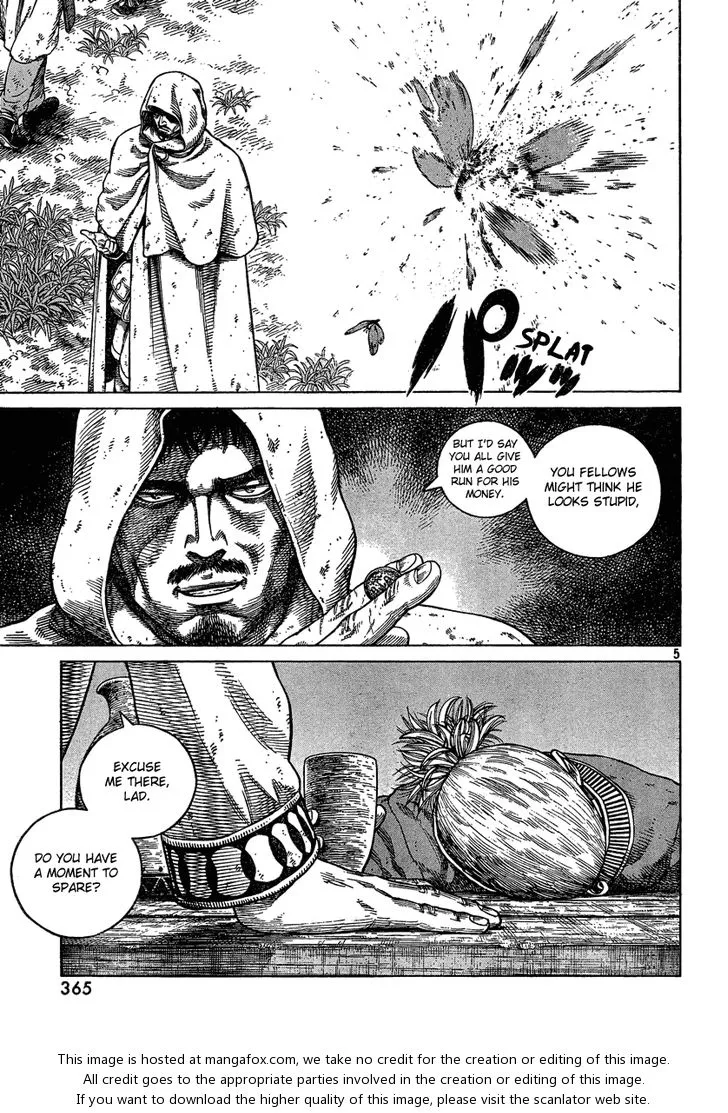 パーッッ
SPLAT
YOU FELLOWS
MIGHT THINK HE
LOOKS STUPID,
BUT I'D SAY
YOU ALL GIVE
HIM A GOOD
RUN FOR HIS
MONEY.
5
EXCUSE
ME THERE,
LAD.
DO YOU HAVE
A MOMENT TO
SPARE?
365
This image is hosted at mangafox.com, we take no credit for the creation or editing of this image.
All credit goes to the appropriate parties involved in the creation or editing of this image.
If you want to download the higher quality of this image, please visit the scanlator web site.